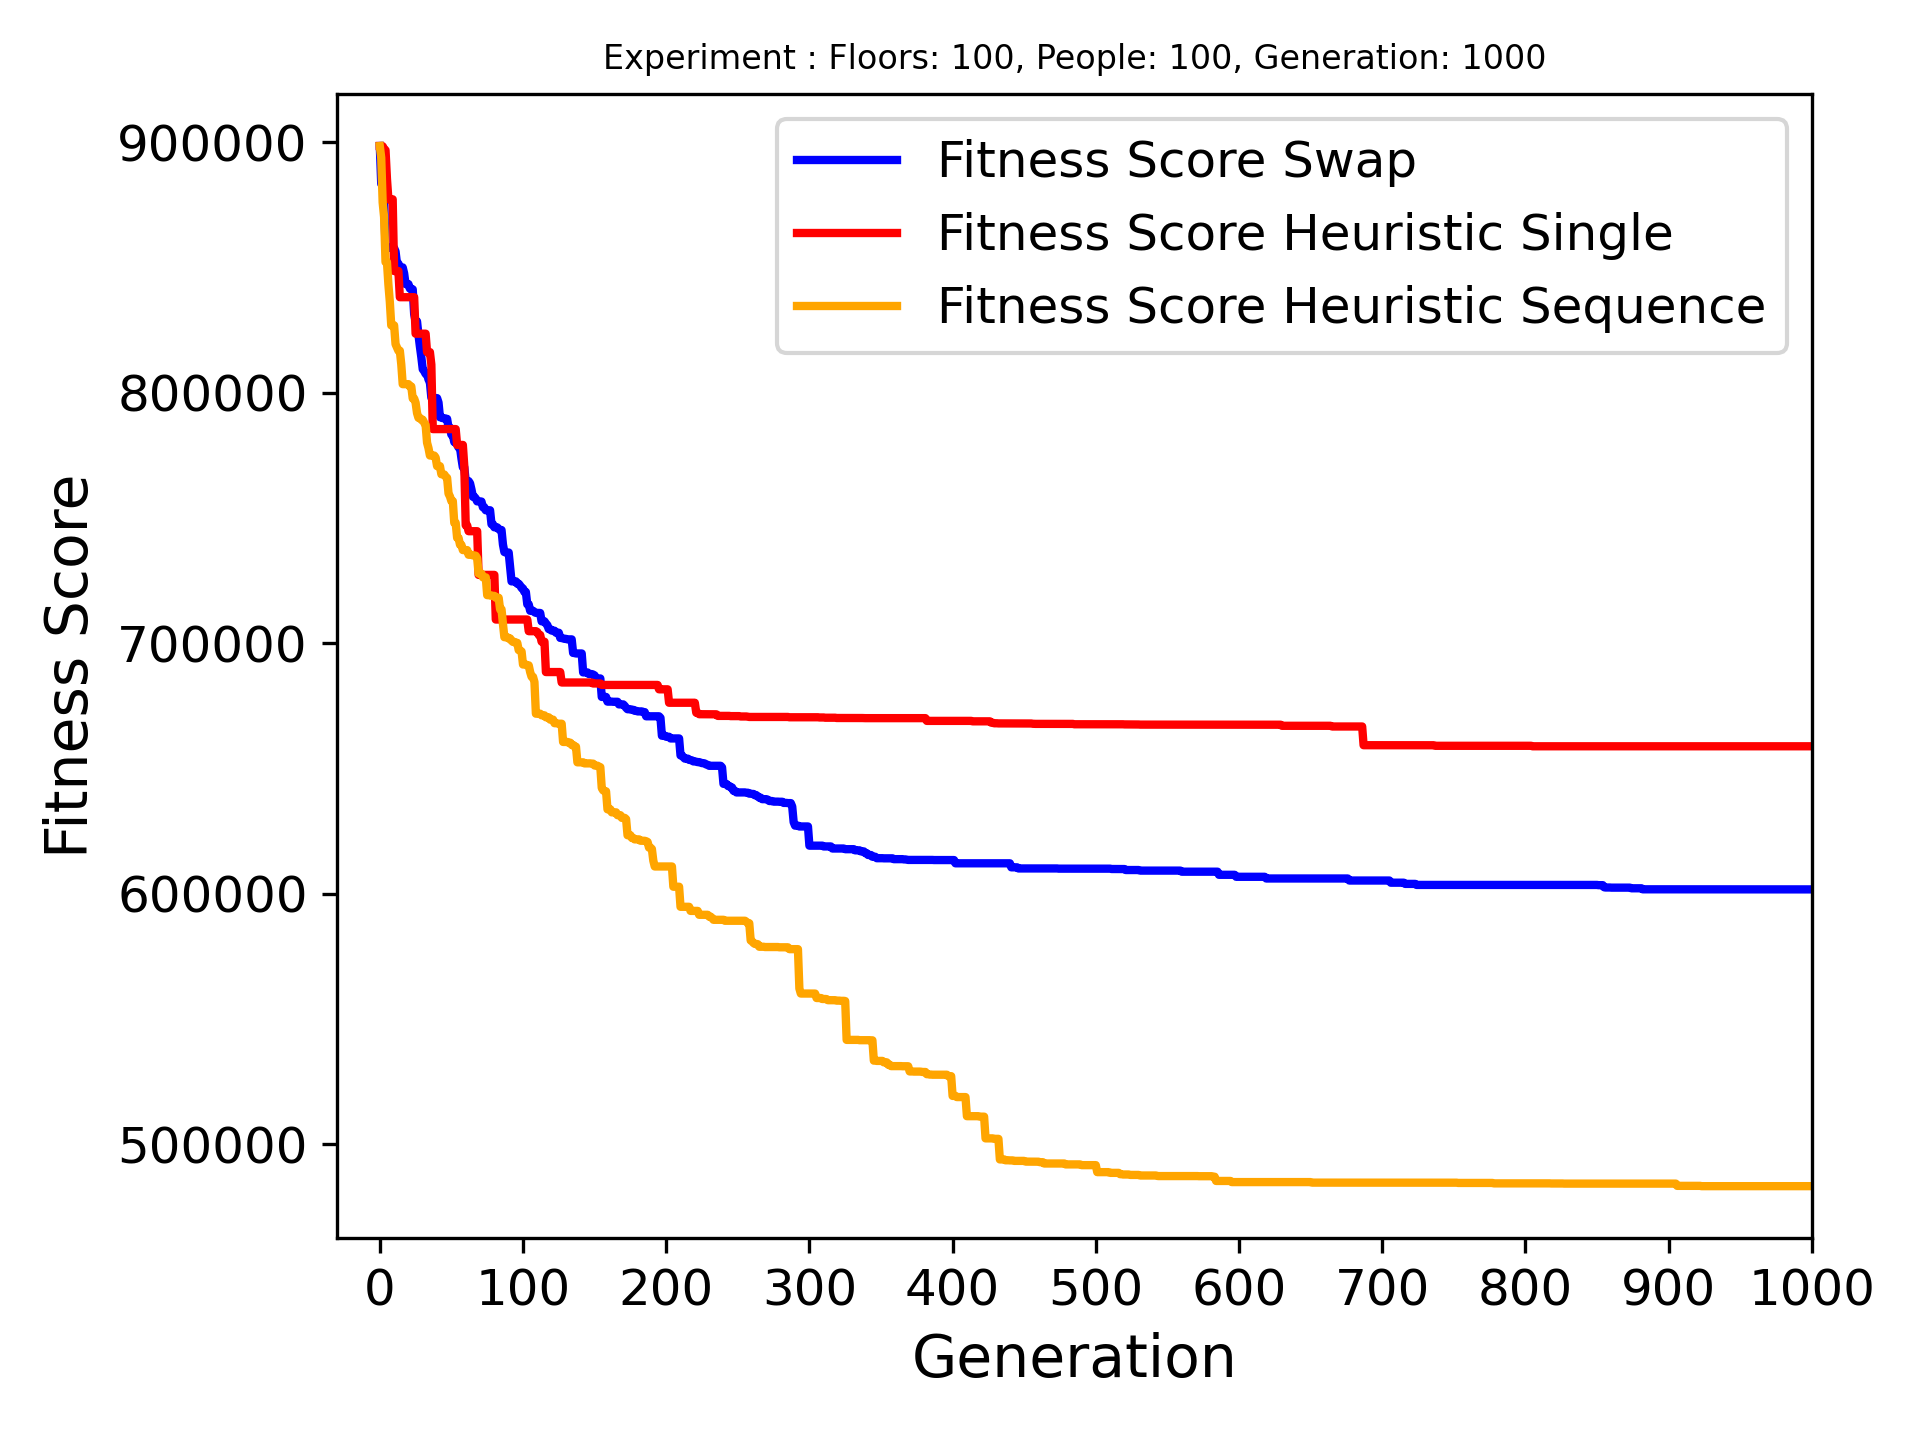 Experiment : Floors: 100, People: 100, Generation: 1000
Fitness Score Swap
Fitness Score Heuristic Single
Fitness Score Heuristic Sequence
900000
800000
700000
600000
500000
Fitness Score
0 100 200 300 400 500 600 700 800 900 1000
Generation